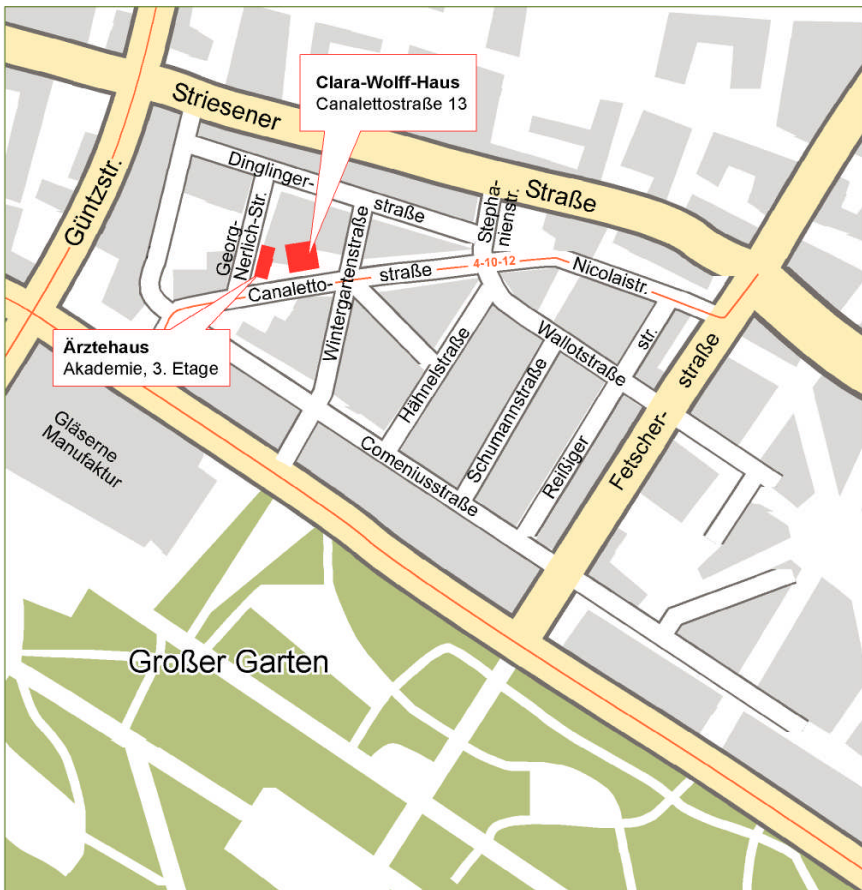 Clara-Wolff-Haus
Canalettostraße 13
Striesener
Straße
Güntzstr.
Dinglinger-
straße
Stepha-
nienstr.
Georg-
Nerlich-Str.
Wintergartenstraße
Canaletto-
straße
4-10-12
Nicolaistr.
Ärztehaus
Akademie, 3. Etage
Wallotstraße
Hähnelstraße
Schumannstraße
Reißiger
str.
Fetscher-
straße
Comeniusstraße
Gläserne
Manufaktur
Großer Garten